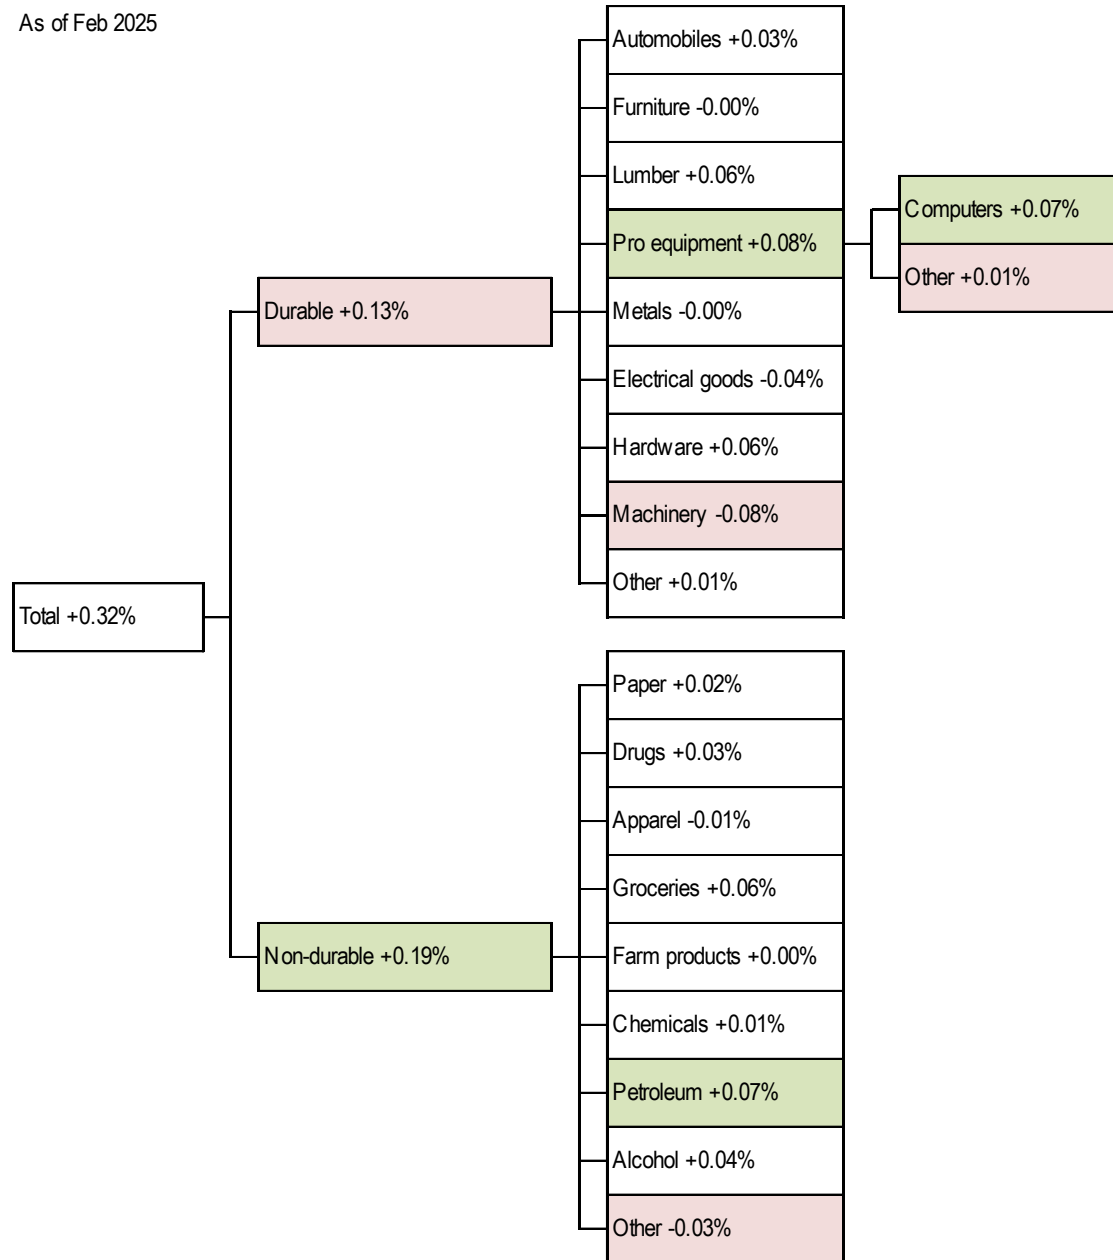 As of Feb 2025
Total +0.32%
Durable +0.13%
Automobiles +0.03%
Furniture -0.00%
Lumber +0.06%
Pro equipment +0.08%
Computers +0.07%
Other +0.01%
Metals -0.00%
Electrical goods -0.04%
Hardware +0.06%
Machinery -0.08%
Other +0.01%
Non-durable +0.19%
Paper +0.02%
Drugs +0.03%
Apparel -0.01%
Groceries +0.06%
Farm products +0.00%
Chemicals +0.01%
Petroleum +0.07%
Alcohol +0.04%
Other -0.03%